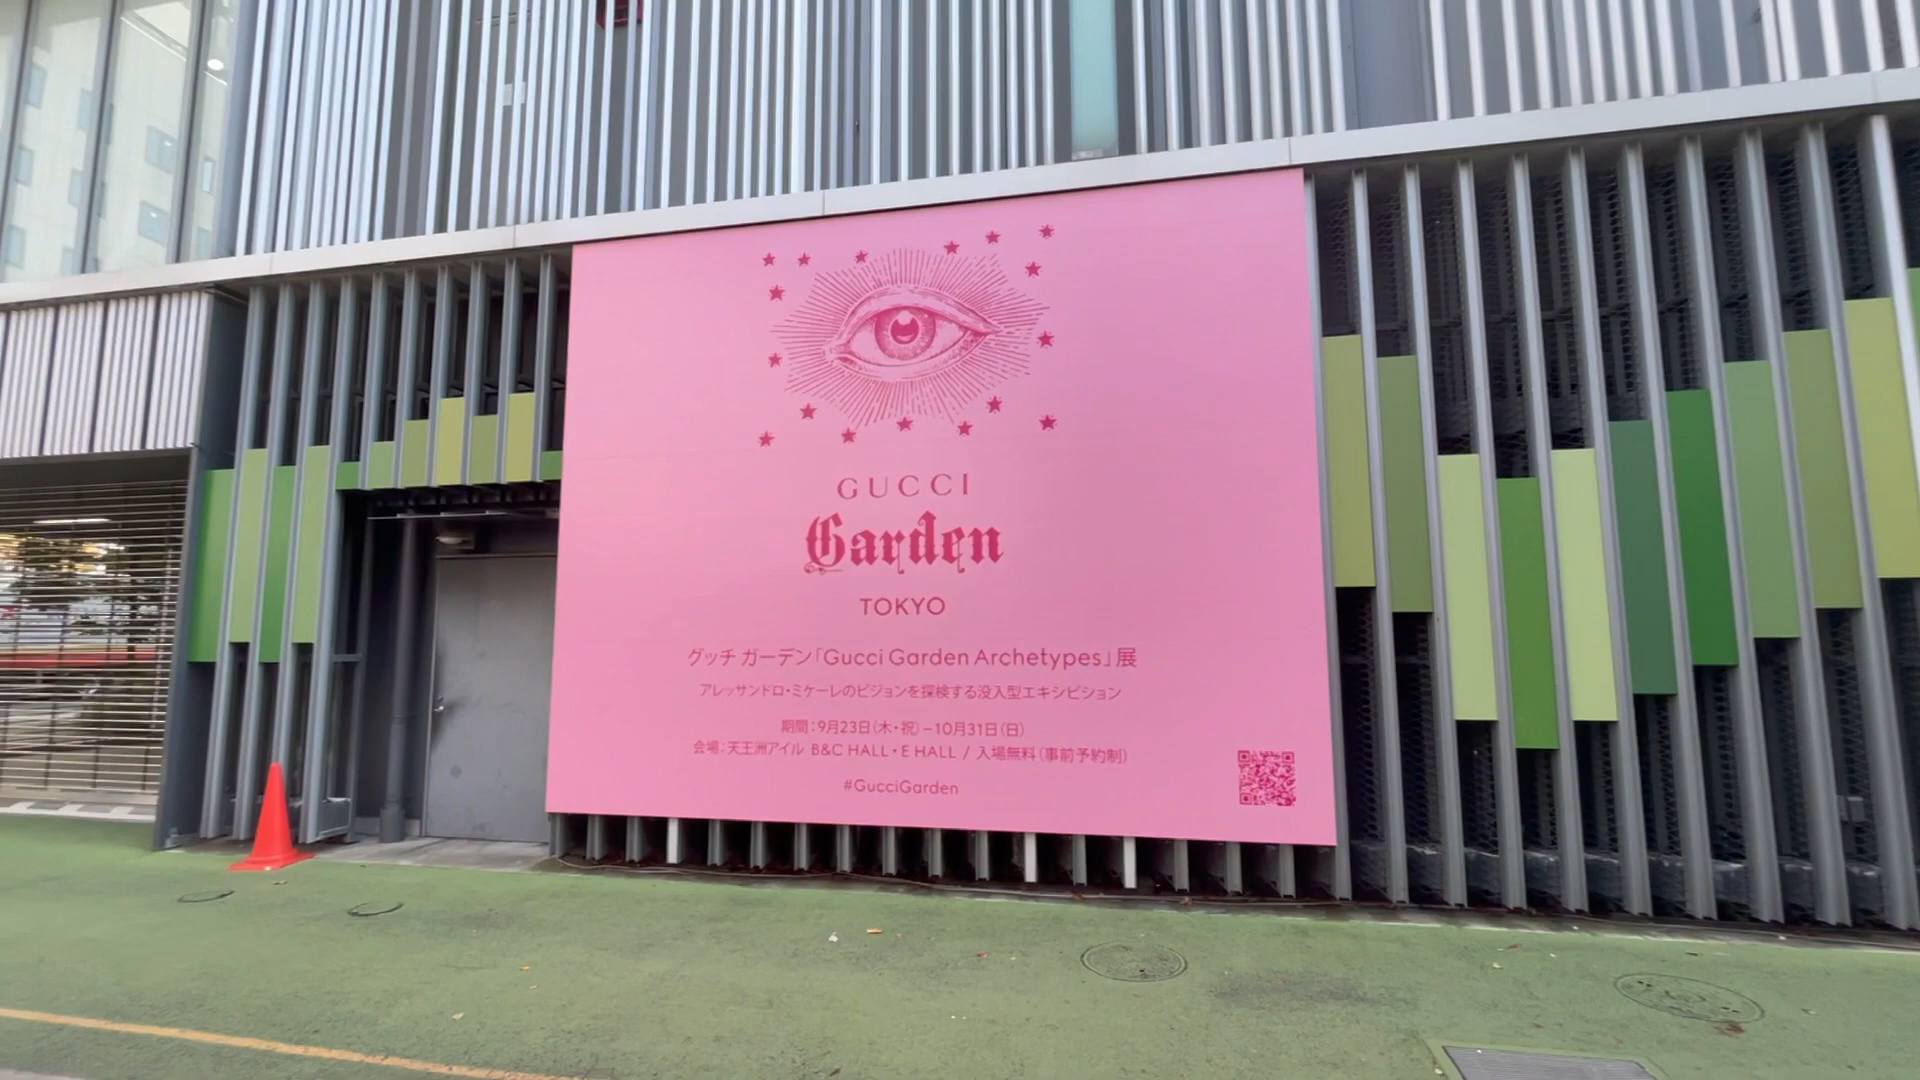 GUCCI
Garden
TOKYO
グッチ ガーデン「Gucci Garden Archetypes」展
アレッサンドロ・ミケーレのビジョンを探検する没入型エキシビション
期間：9月23日（木・祝）－10月31日（日）
会場：天王洲アイル B&C HALL・E HALL / 入場無料（事前予約制）
#GucciGarden